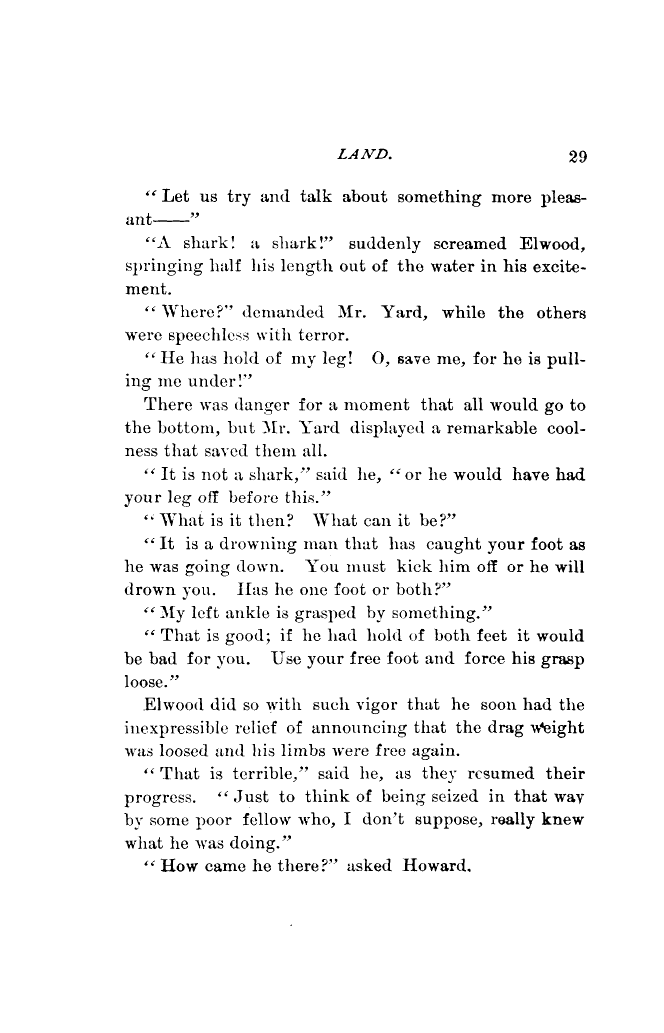 LAND. 29
“Let us try and talk about something more pleas-
ant——”
“A shark! a shark!” suddenly screamed Elwood,
springing half his length out of the water in his excite-
ment.
“Where?” demanded Mr. Yard, while the others
were speechless with terror.
“He has hold of my leg! O, save me, for he is pull-
ing me under!”
There was danger for a moment that all would go to
the bottom, but Mr. Yard displayed a remarkable cool-
ness that saved them all.
“It is not a shark,” said he, “or he would have had
your leg off before this.”
“What is it then? What can it be?”
“It is a drowning man that has caught your foot as
he was going down. You must kick him off or he will
drown you. Has he one foot or both?”
“My left ankle is grasped by something.”
“That is good; if he had hold of both feet it would
be bad for you. Use your free foot and force his grasp
loose.”
Elwood did so with such vigor that he soon had the
inexpressible relief of announcing that the drag weight
was loosed and his limbs were free again.
“That is terrible,” said he, as they resumed their
progress. “Just to think of being seized in that way
by some poor fellow who, I don't suppose, really knew
what he was doing.”
“How came he there?” asked Howard.